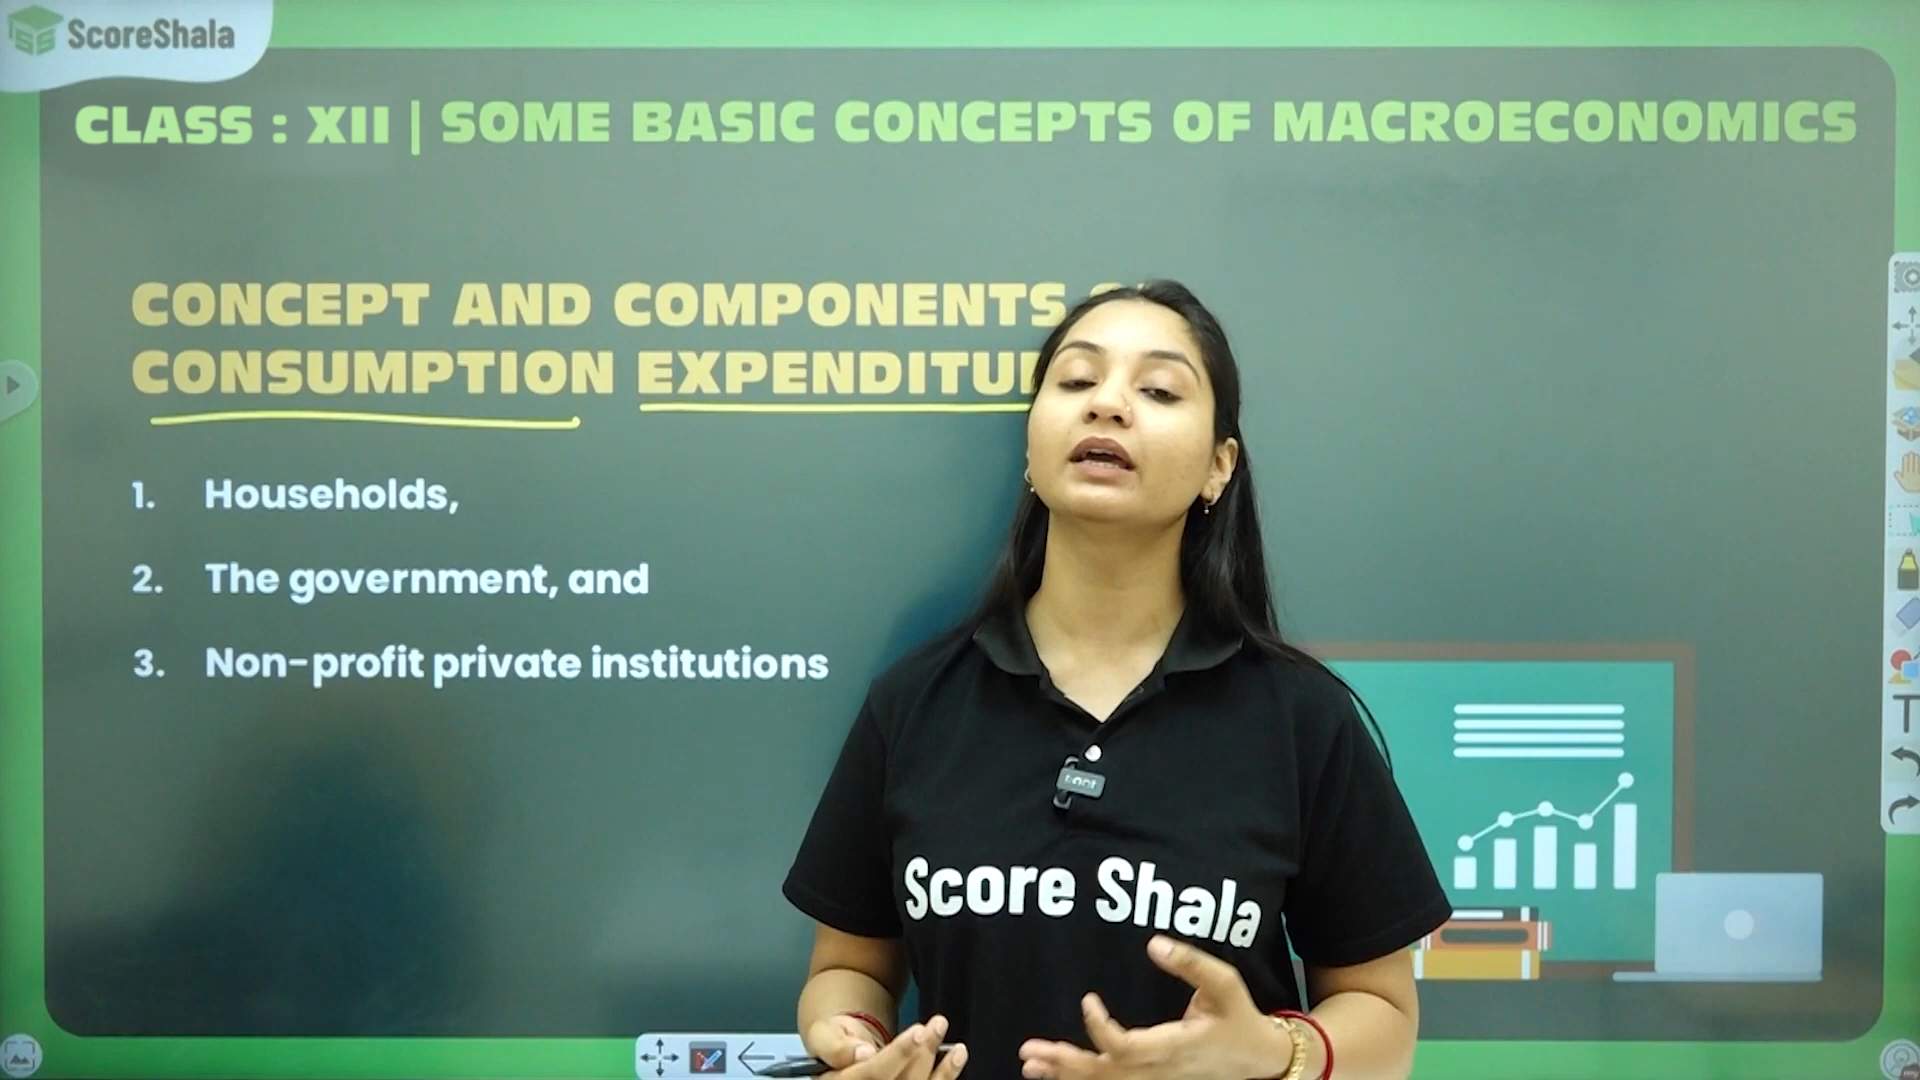 ScoreShala
CLASS : XII | SOME BASIC CONCEPTS OF MACROECONOMICS
CONCEPT AND COMPONENTS
CONSUMPTION EXPENDITU
1. Households,
2. The government, and
3. Non-profit private institutions
Score Shala